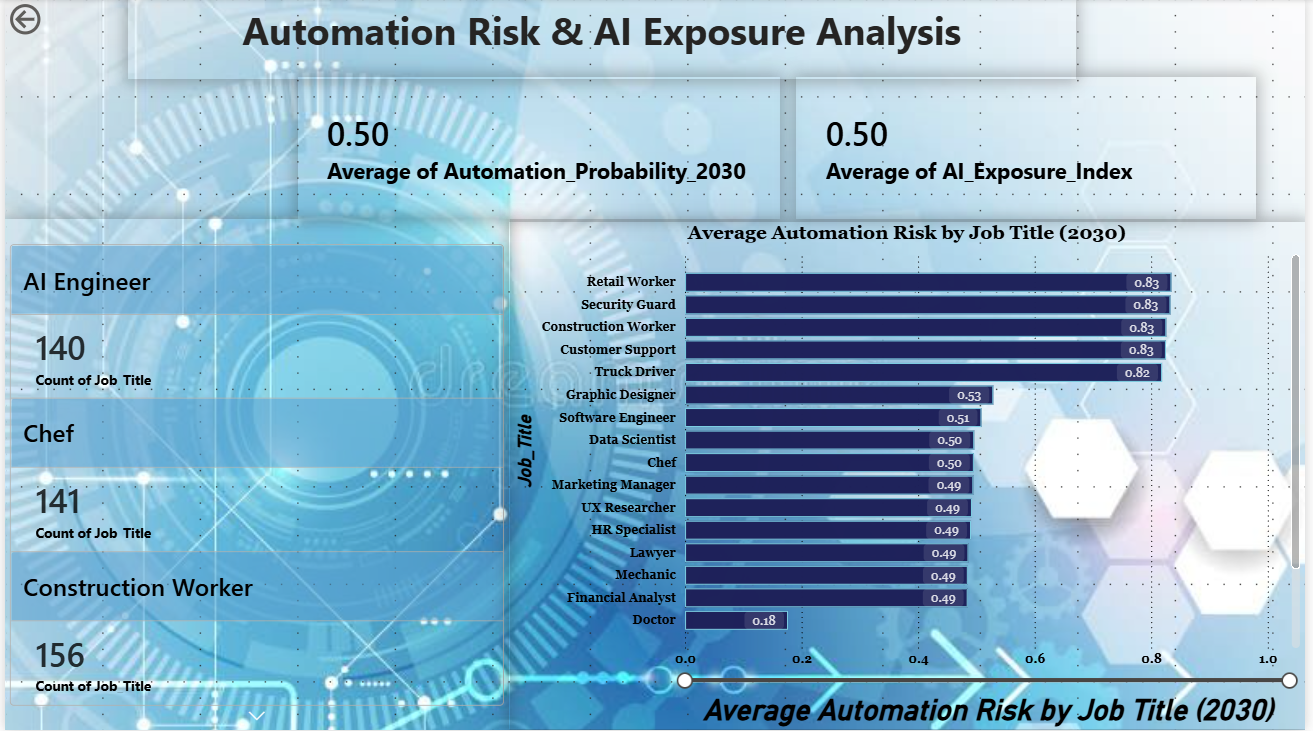 Automation Risk & AI Exposure Analysis
0.50
Average of Automation_Probability_2030
0.50
Average of AI_Exposure_Index
AI Engineer
140
Count of Job Title
Chef
141
Count of Job Title
Construction Worker
156
Count of Job Title
Average Automation Risk by Job Title (2030)
Job_Title
Retail Worker 0.83
Security Guard 0.83
Construction Worker 0.83
Customer Support 0.83
Truck Driver 0.82
Graphic Designer 0.53
Software Engineer 0.51
Data Scientist 0.50
Chef 0.50
Marketing Manager 0.49
UX Researcher 0.49
HR Specialist 0.49
Lawyer 0.49
Mechanic 0.49
Financial Analyst 0.49
Doctor 0.18
0.0 0.2 0.4 0.6 0.8 1.0
Average Automation Risk by Job Title (2030)